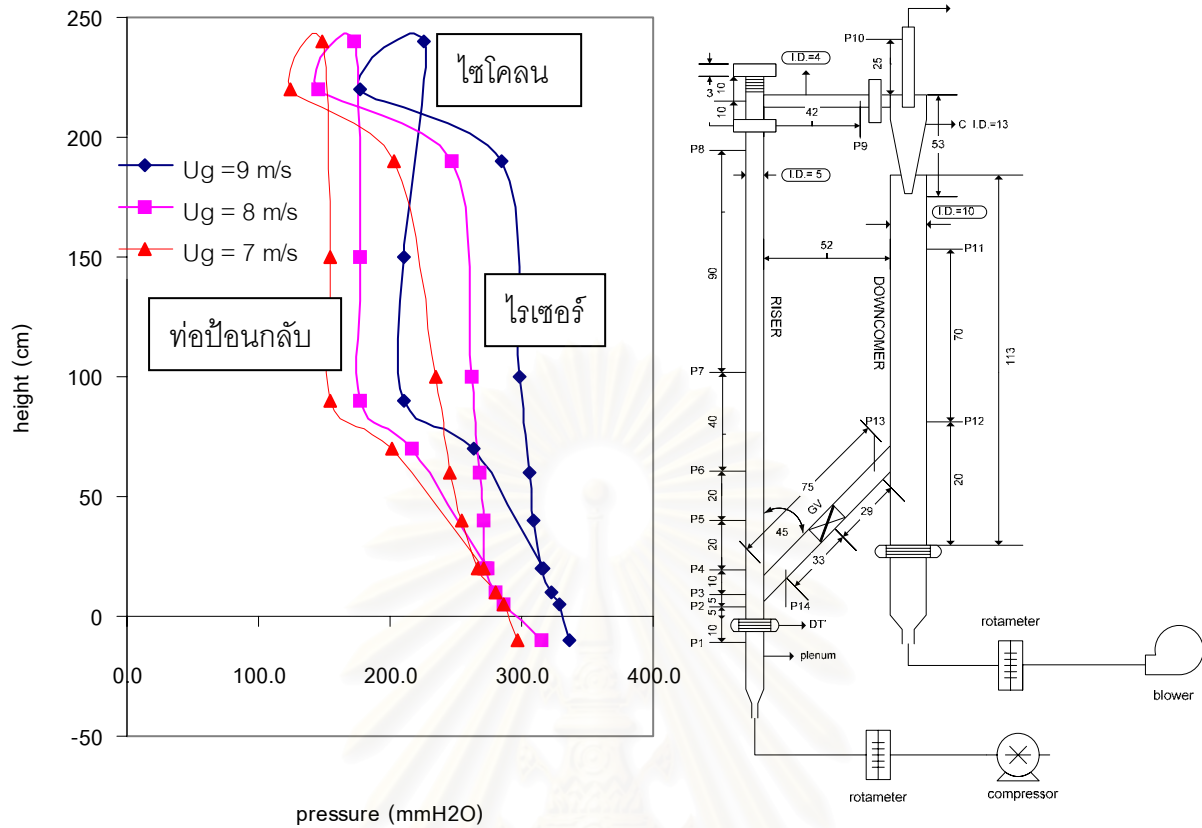 250
200
150
100
50
0
-50
0.0
100.0
200.0
300.0
400.0
height (cm)
pressure (mmH2O)
Ug =9 m/s
Ug = 8 m/s
Ug = 7 m/s
ไซโคลน
ไรเซอร์
ท่อป้อนกลับ
P10
25
I.D.=4
3
10
10
42
P9
C I.D.=13
53
P8
I.D.= 5
I.D.=10
52
P11
90
RISER
DOWNCOMER
70
113
P7
40
P13
P12
P6
75
GV
20
29
20
P5
45
20
33
P4
10
P3
5
P2
5
P14
10
DT'
P1
plenum
rotameter
blower
rotameter
compressor